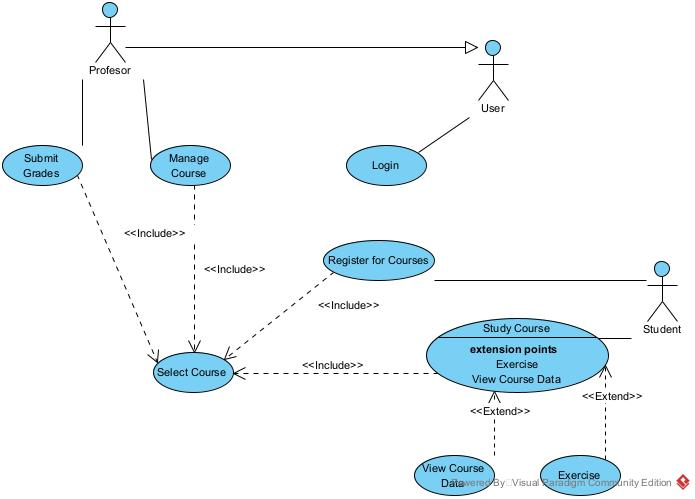 Profesor
User
Submit
Grades
Manage
Course
Login
<<Include>>
Register for Courses
<<Include>>
<<Include>>
Student
Study Course
extension points
Exercise
View Course Data
<<Include>>
Select Course
<<Extend>>
<<Extend>>
View Course
Data
Exercise
Powered By Visual Paradigm Community Edition